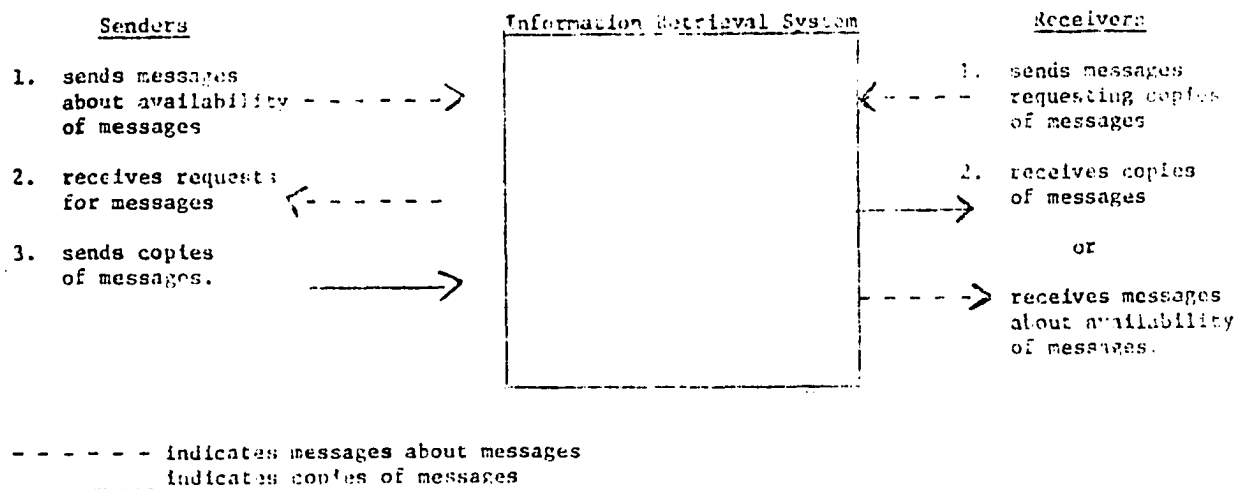 Senders
1. sends messages
about availability
of messages
2. receives requests
for messages
3. sends copies
of messages.
Information Retrieval System
Receivers
1. sends messages
requesting copies
of messages
2. receives copies
of messages
or
receives messages
about availability
of messages.
indicates messages about messages
indicates copies of messages